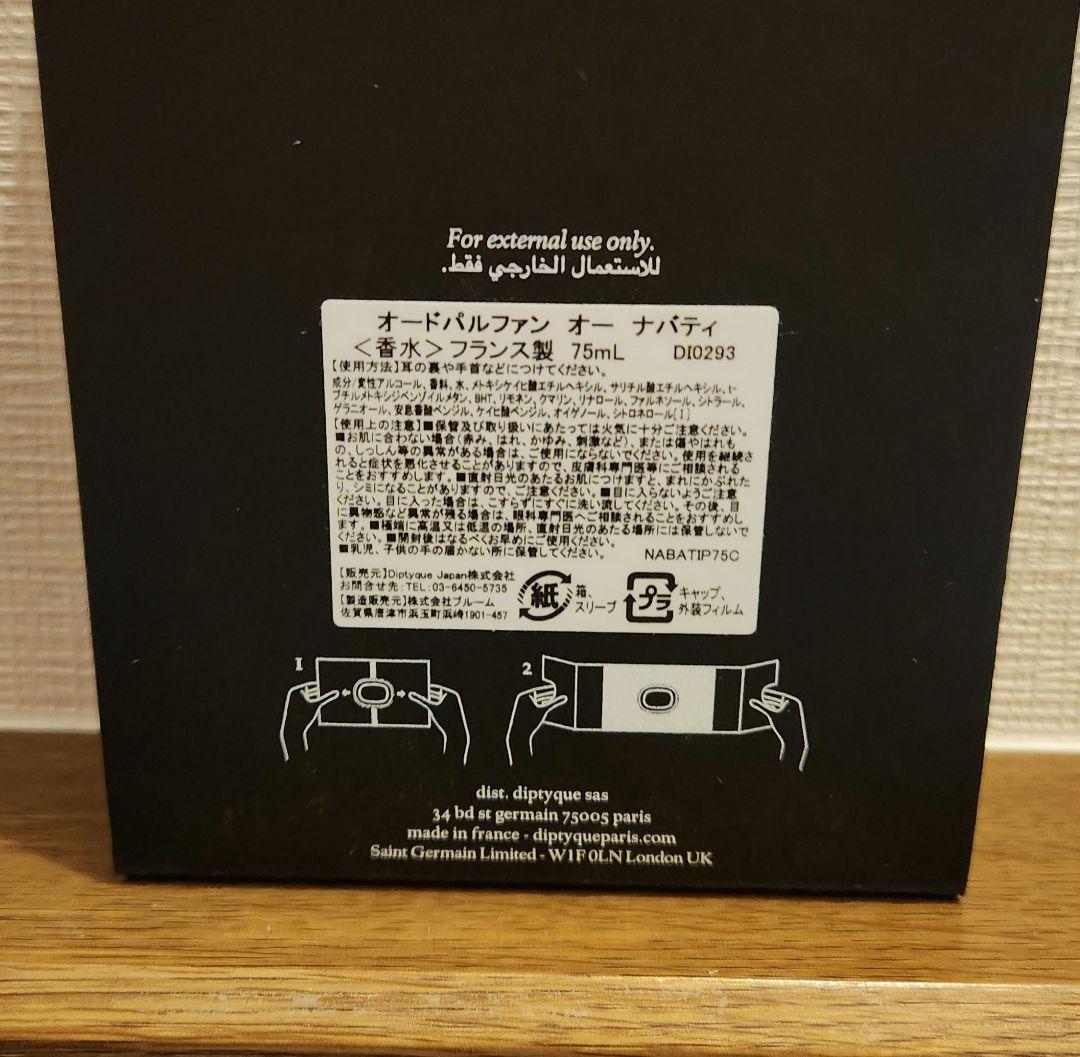 For external use only.
للاستعمال الخارجي فقط.
オードパルファン オー ナバティ
＜香水＞フランス製 75mL DI0293
【使用方法】耳の裏や手首などにつけてください。
成分/変性アルコール、香料、水、メトキシケイヒ酸エチルヘキシル、サリチル酸エチルヘキシル、t-
ブチルメトキシジベンゾイルメタン、BHT、リモネン、クマリン、リナロール、ファルネソール、シトラール、
ゲラニオール、安息香酸ベンジル、ケイヒ酸ベンジル、オイゲノール、シトロネロール[1]
【使用上の注意】■保管及び取り扱いにあたっては火気に十分ご注意ください。
■お肌に合わない場合(赤み、はれ、かゆみ、刺激など)、または傷やはれも
の、しっしん等の異常がある場合は、ご使用にならないでください。使用を継続さ
れると症状を悪化させることがありますので、皮膚科専門医等にご相談される
ことをおすすめします。■直射日光のあたるお肌につけますと、まれにかぶれた
り、シミになることがありますので、ご注意ください。■目に入らないようご注意
ください。目に入った場合は、こすらずにすぐに洗い流してください。その後、目
に異物感など異常が残る場合は、眼科専門医へご相談されることをおすすめし
ます。■極端に高温又は低温の場所、直射日光のあたる場所には保管しないで
ください。■開封後はなるべくお早めにご使用ください。
■乳児、子供の手の届かない所に保管してください。 NABATIP75C
【販売元】Diptyque Japan株式会社
お問合せ先:TEL:03-6450-5735
【製造販売元】株式会社ブルーム
佐賀県唐津市浜玉町浜崎1901-457
紙 箱、
スリーブ
プラ キャップ、
外装フィルム
1
2
dist. diptyque sas
34 bd st germain 75005 paris
made in france - diptyqueparis.com
Saint Germain Limited - W1F 0LN London UK